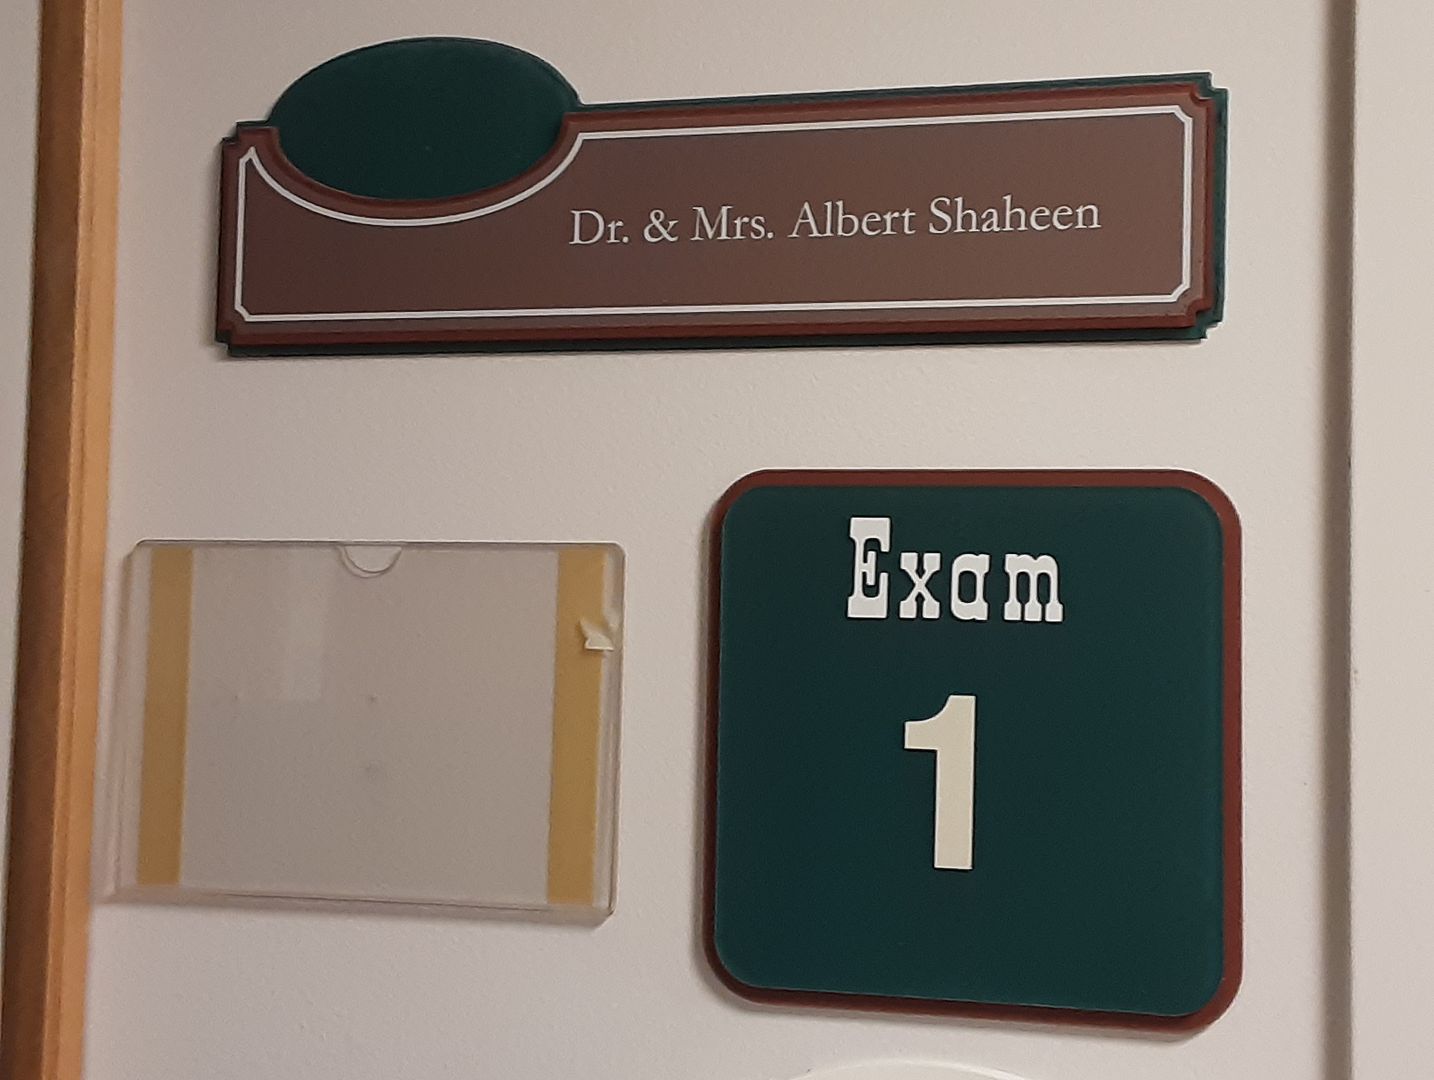 Dr. & Mrs. Albert Shaheen
Exam
1